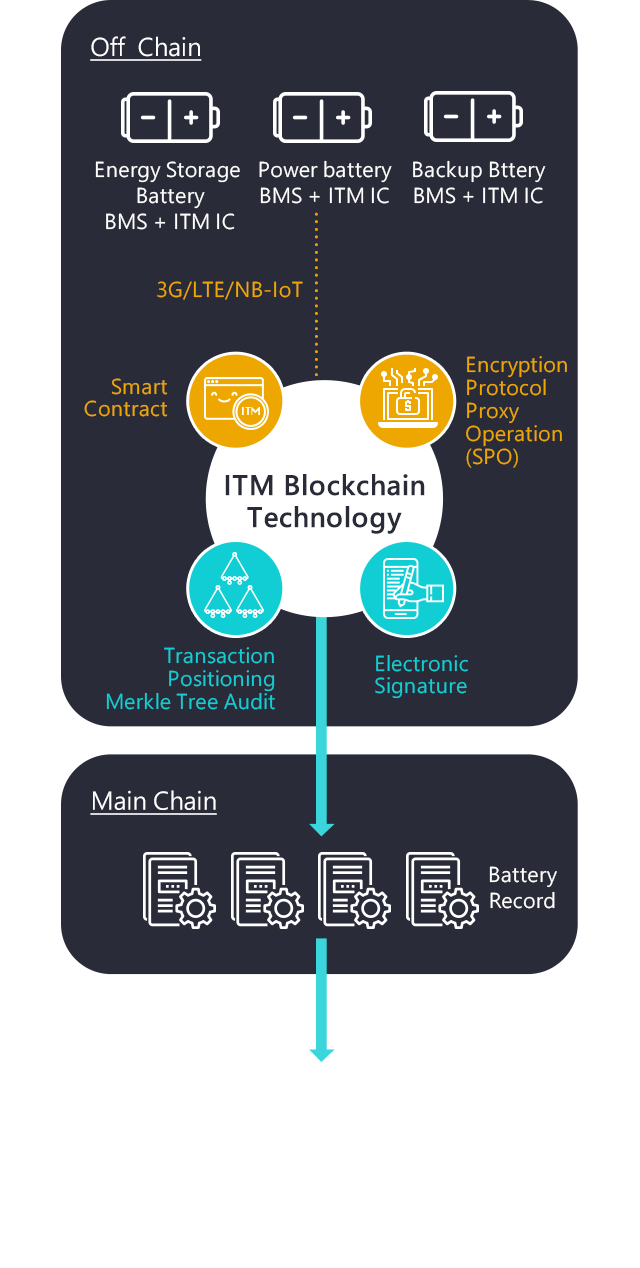 Off Chain
Energy Storage
Battery
BMS + ITM IC
Power battery
BMS + ITM IC
Backup Bttery
BMS + ITM IC
3G/LTE/NB-IoT
Smart
Contract
ITM
Encryption
Protocol
Proxy
Operation
(SPO)
ITM Blockchain
Technology
Transaction
Positioning
Merkle Tree Audit
Electronic
Signature
Main Chain
Battery
Record